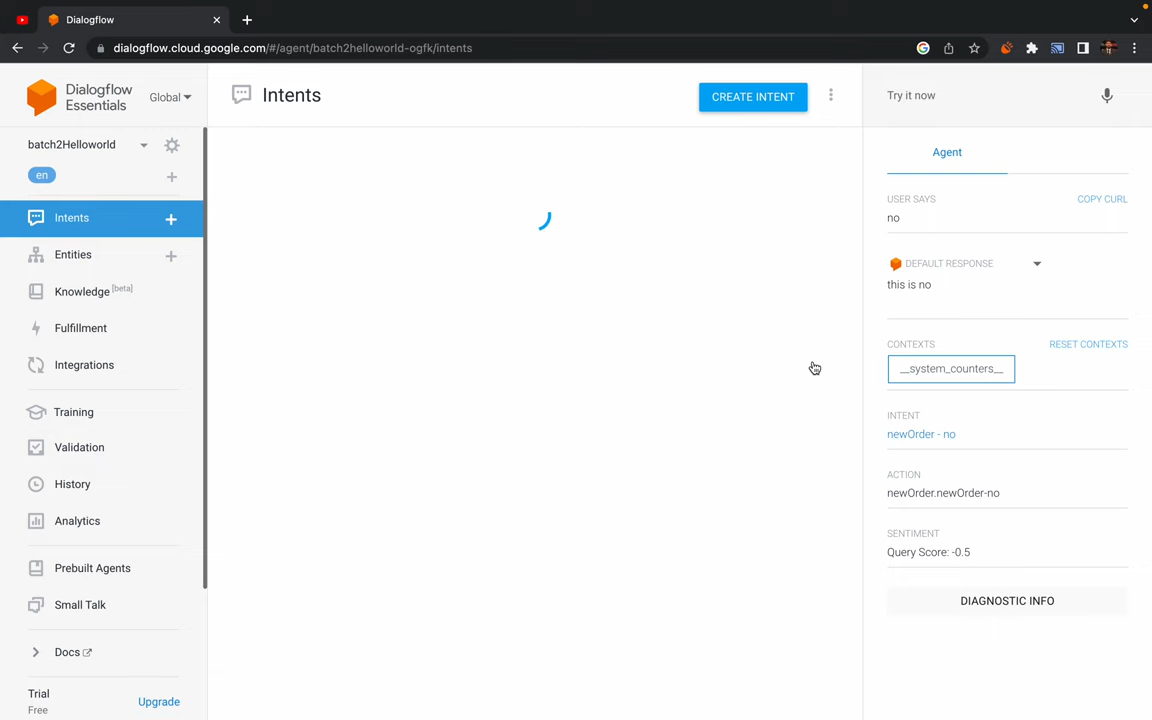 Dialogflow
dialogflow.cloud.google.com/#/agent/batch2helloworld-ogfk/intents
Dialogflow
Essentials
Global
batch2Helloworld
en
Intents
Entities
Knowledge [beta]
Fulfillment
Integrations
Training
Validation
History
Analytics
Prebuilt Agents
Small Talk
Docs
Trial
Free
Upgrade
Intents
CREATE INTENT
Try it now
Agent
USER SAYS
COPY CURL
no
DEFAULT RESPONSE
this is no
CONTEXTS
RESET CONTEXTS
__system_counters__
INTENT
newOrder - no
ACTION
newOrder.newOrder-no
SENTIMENT
Query Score: -0.5
DIAGNOSTIC INFO